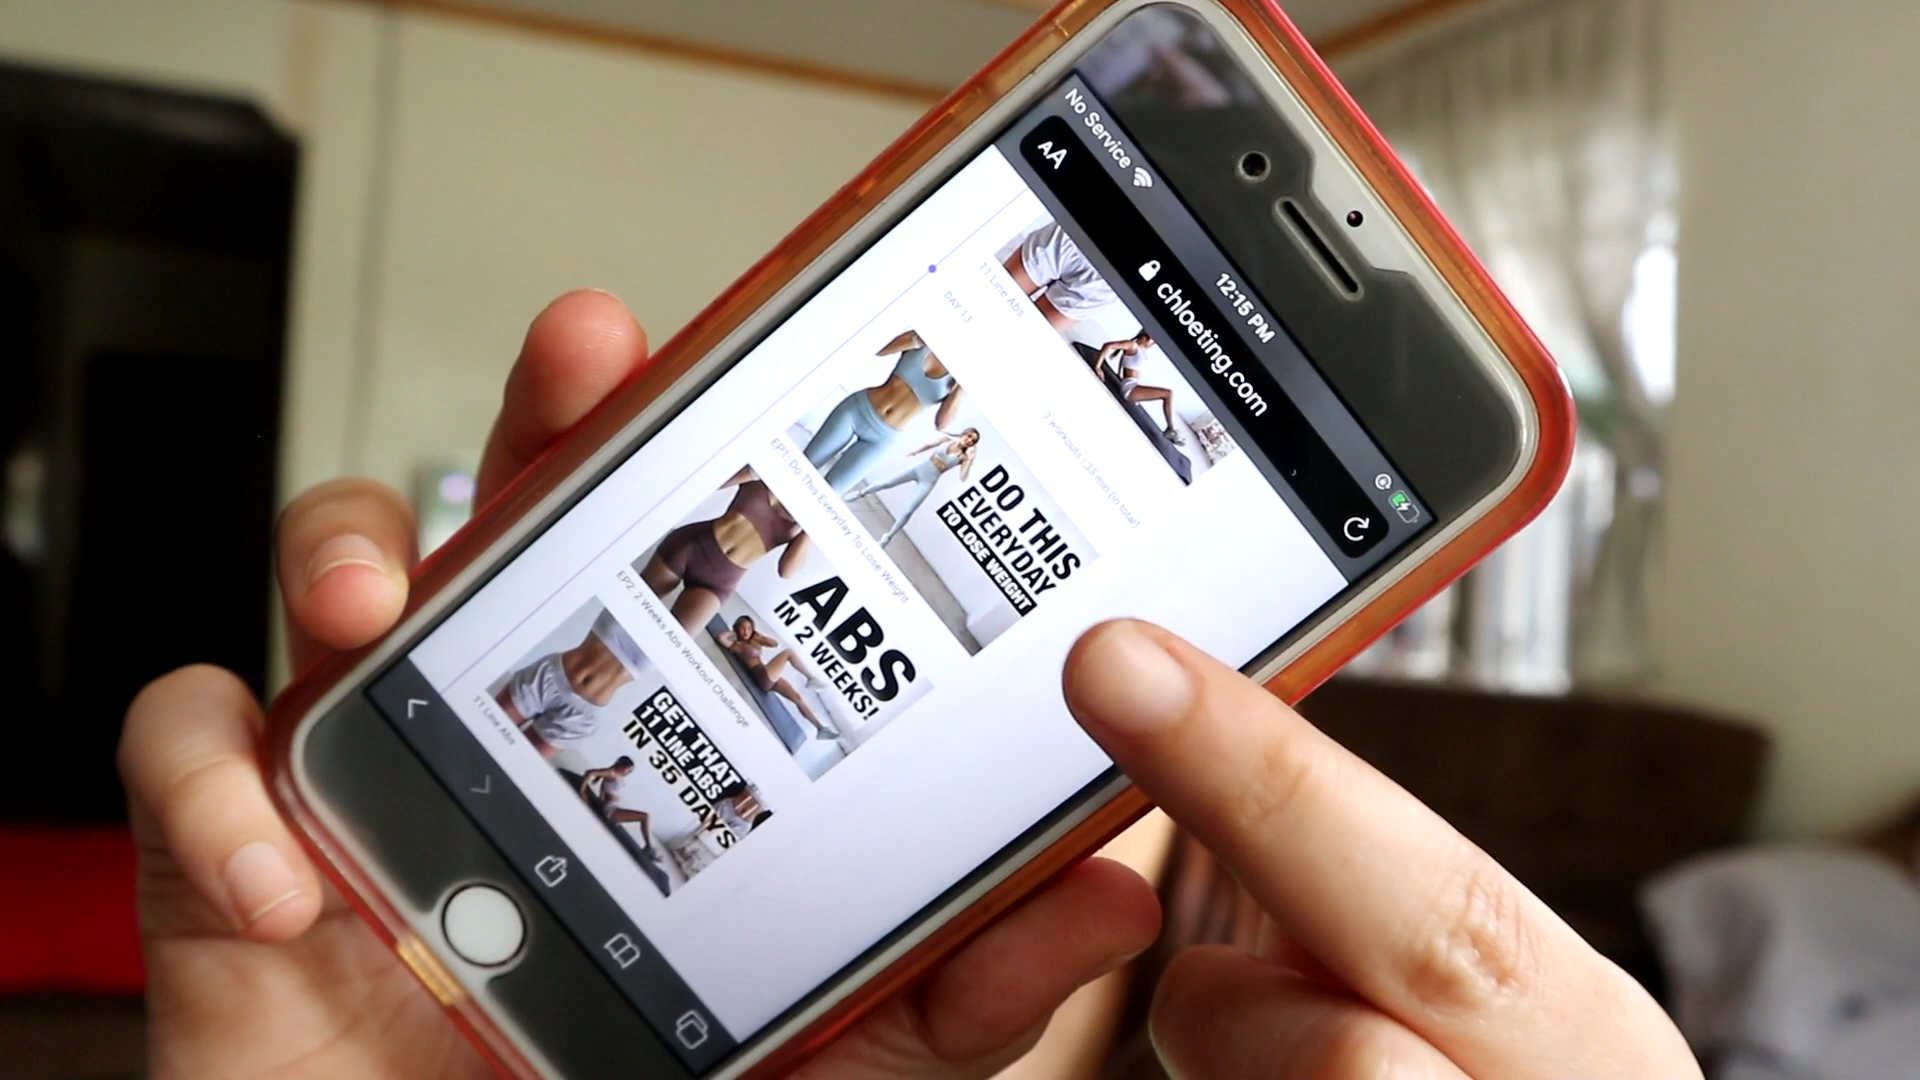 No Service
12:15 PM
AA
chloeting.com
11 Line Abs
DAY 13
3 workouts | 33 min (in total)
DO THIS
EVERYDAY
TO LOSE WEIGHT
EP1: Do This Everyday To Lose Weight
ABS
IN 2 WEEKS!
EP2: 2 Weeks Abs Workout Challenge
GET THAT
11 LINE ABS
IN 35 DAYS
11 Line Abs